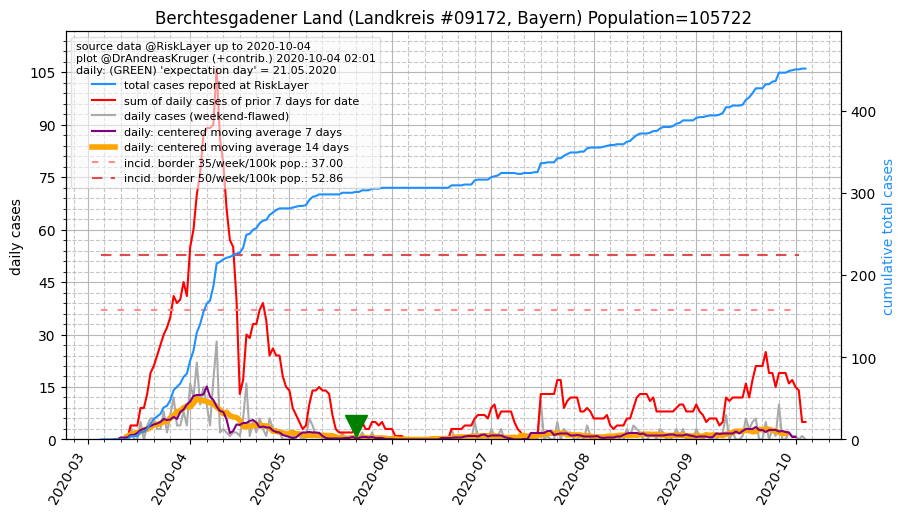 Berchtesgadener Land (Landkreis #09172, Bayern) Population=105722
source data @RiskLayer up to 2020-10-04
plot @DrAndreasKruger (+contrib.) 2020-10-04 02:01
daily: (GREEN) 'expectation day' = 21.05.2020
total cases reported at RiskLayer
sum of daily cases of prior 7 days for date
daily cases (weekend-flawed)
daily: centered moving average 7 days
daily: centered moving average 14 days
incid. border 35/week/100k pop.: 37.00
incid. border 50/week/100k pop.: 52.86
daily cases
105
90
75
60
45
30
15
0
cumulative total cases
400
300
200
100
0
2020-03
2020-04
2020-05
2020-06
2020-07
2020-08
2020-09
2020-10